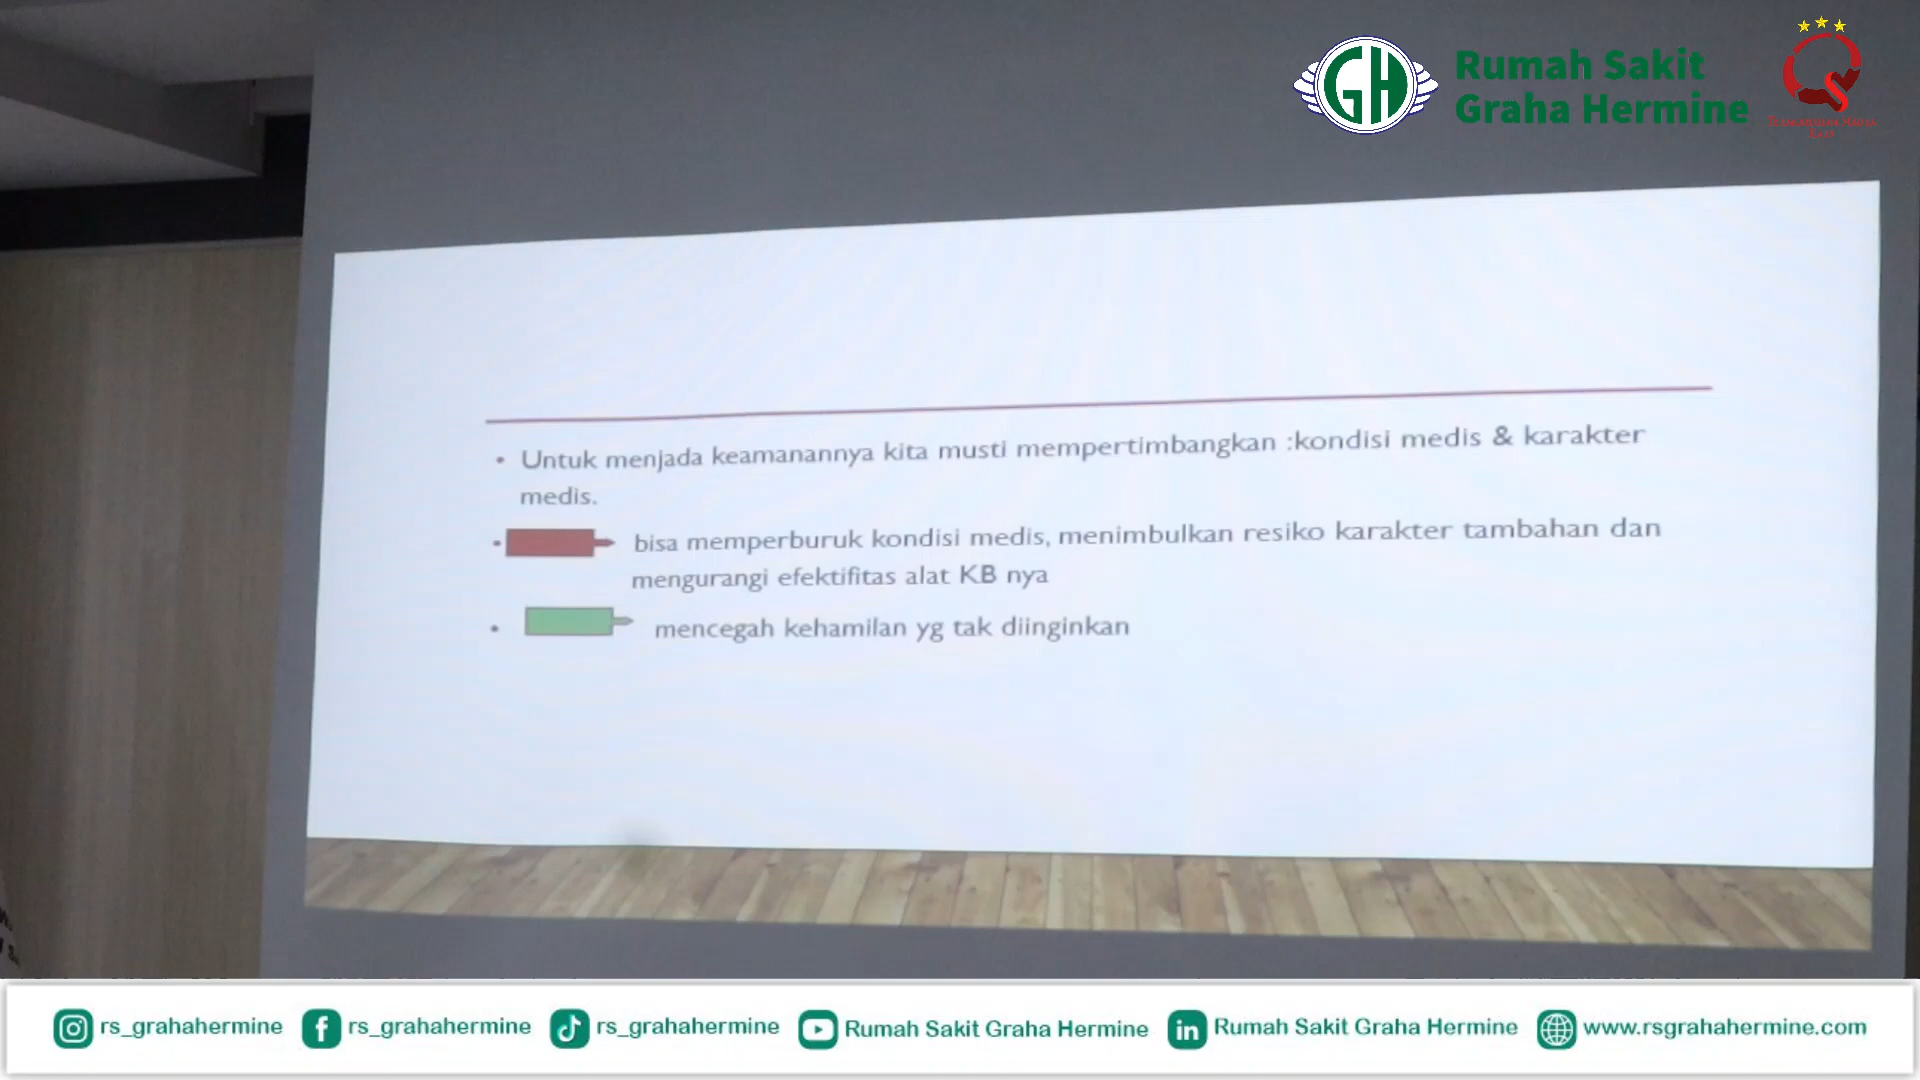 GH
Rumah Sakit
Graha Hermine
• Untuk menjada keamanannya kita musti mempertimbangkan :kondisi medis & karakter
medis.
• bisa memperburuk kondisi medis, menimbulkan resiko karakter tambahan dan
mengurangi efektifitas alat KB nya
• mencegah kehamilan yg tak diinginkan
rs_grahahermine
rs_grahahermine
rs_grahahermine
Rumah Sakit Graha Hermine
Rumah Sakit Graha Hermine
www.rsgrahahermine.com